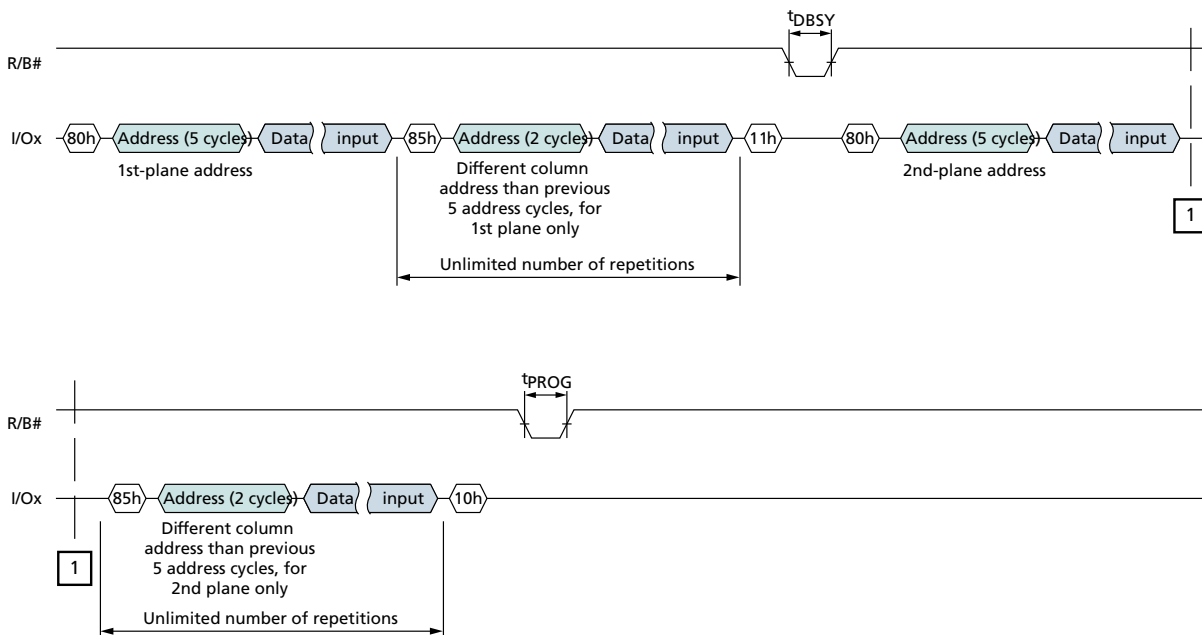 tDBSY
R/B#
I/Ox 80h Address (5 cycles) Data input 85h Address (2 cycles) Data input 11h 80h Address (5 cycles) Data input
1st-plane address
Different column
address than previous
5 address cycles, for
1st plane only
2nd-plane address
1
Unlimited number of repetitions
tPROG
R/B#
I/Ox 85h Address (2 cycles) Data input 10h
Different column
address than previous
5 address cycles, for
2nd plane only
1
Unlimited number of repetitions